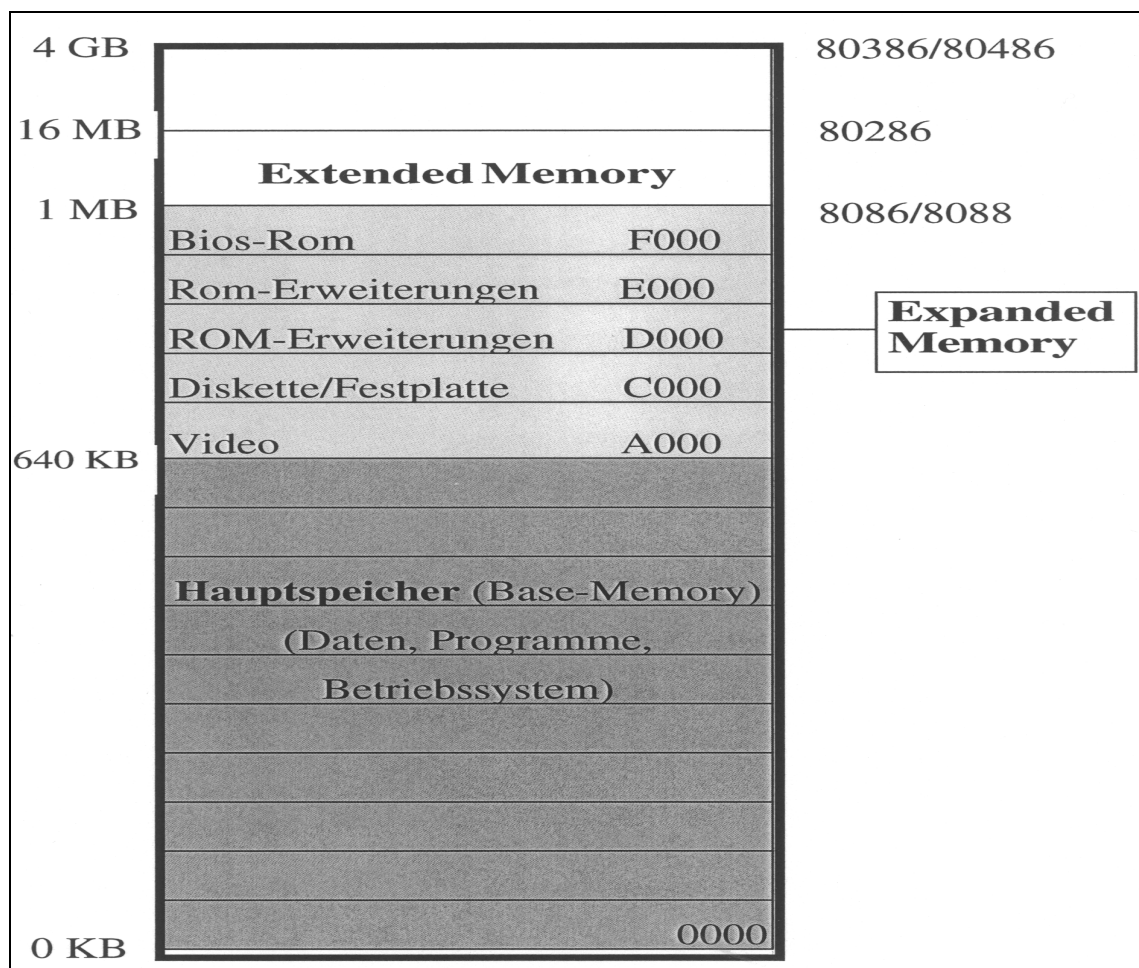 4 GB 80386/80486
16 MB 80286
Extended Memory
1 MB 8086/8088
Bios-Rom F000
Rom-Erweiterungen E000
Expanded
Memory
ROM-Erweiterungen D000
Diskette/Festplatte C000
Video A000
640 KB
Hauptspeicher (Base-Memory)
(Daten, Programme,
Betriebssystem)
0000
0 KB